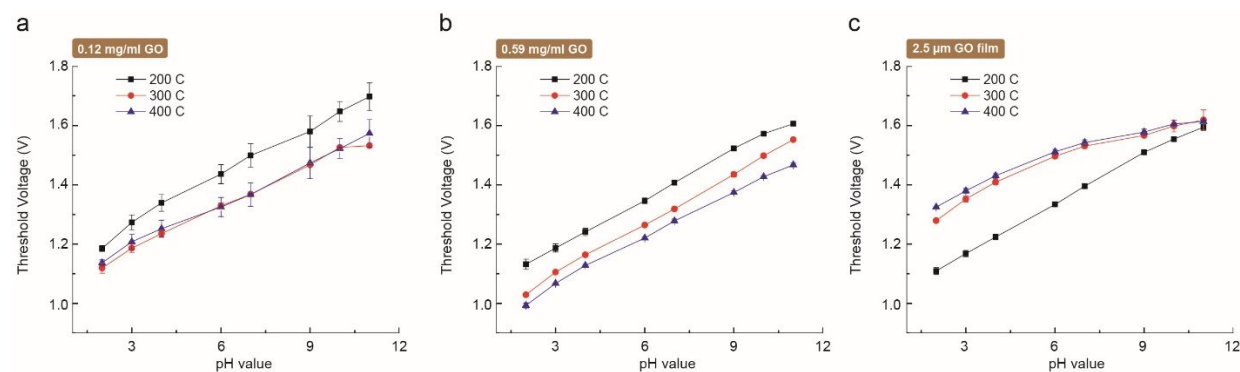 a
0.12 mg/ml GO
200 C
300 C
400 C
1.8
1.6
1.4
1.2
1.0
Threshold Voltage (V)
3
6
9
12
pH value
b
0.59 mg/ml GO
200 C
300 C
400 C
1.8
1.6
1.4
1.2
1.0
Threshold Voltage (V)
3
6
9
12
pH value
c
2.5 μm GO film
200 C
300 C
400 C
1.8
1.6
1.4
1.2
1.0
Threshold Voltage (V)
3
6
9
12
pH value